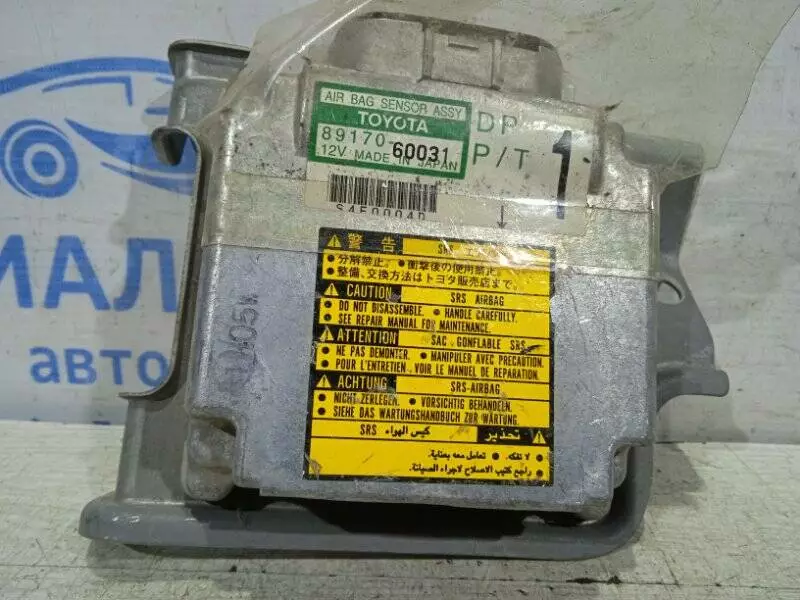 ИАЛ
автоз
AIR BAG SENSOR ASSY
TOYOTA
89170-60031
12V MADE IN JAPAN
DP
P/T
1
警告
・分解禁止。・衝撃後の使用禁止。
・整備、交換方法はトヨタ販売店まで。
CAUTION SRS AIRBAG
• DO NOT DISASSEMBLE. • HANDLE CAREFULLY.
• SEE REPAIR MANUAL FOR MAINTENANCE.
ATTENTION SAC GONFLABLE SRS
• NE PAS DEMONTER. • MANIPULER AVEC PRECAUTION.
• POUR L'ENTRETIEN. VOIR LE MANUEL DE REPARATION.
ACHTUNG SRS-AIRBAG
• NICHT ZERLEGEN. • VORSICHTIG BEHANDELN.
• SIEHE DAS WARTUNGSHANDBUCH ZUR WARTUNG.
تحذير كيس الهواء SRS
• لا تفكه. • تعامل معه بعناية.
• راجع كتيب الاصلاح لاجراء الصيانة.